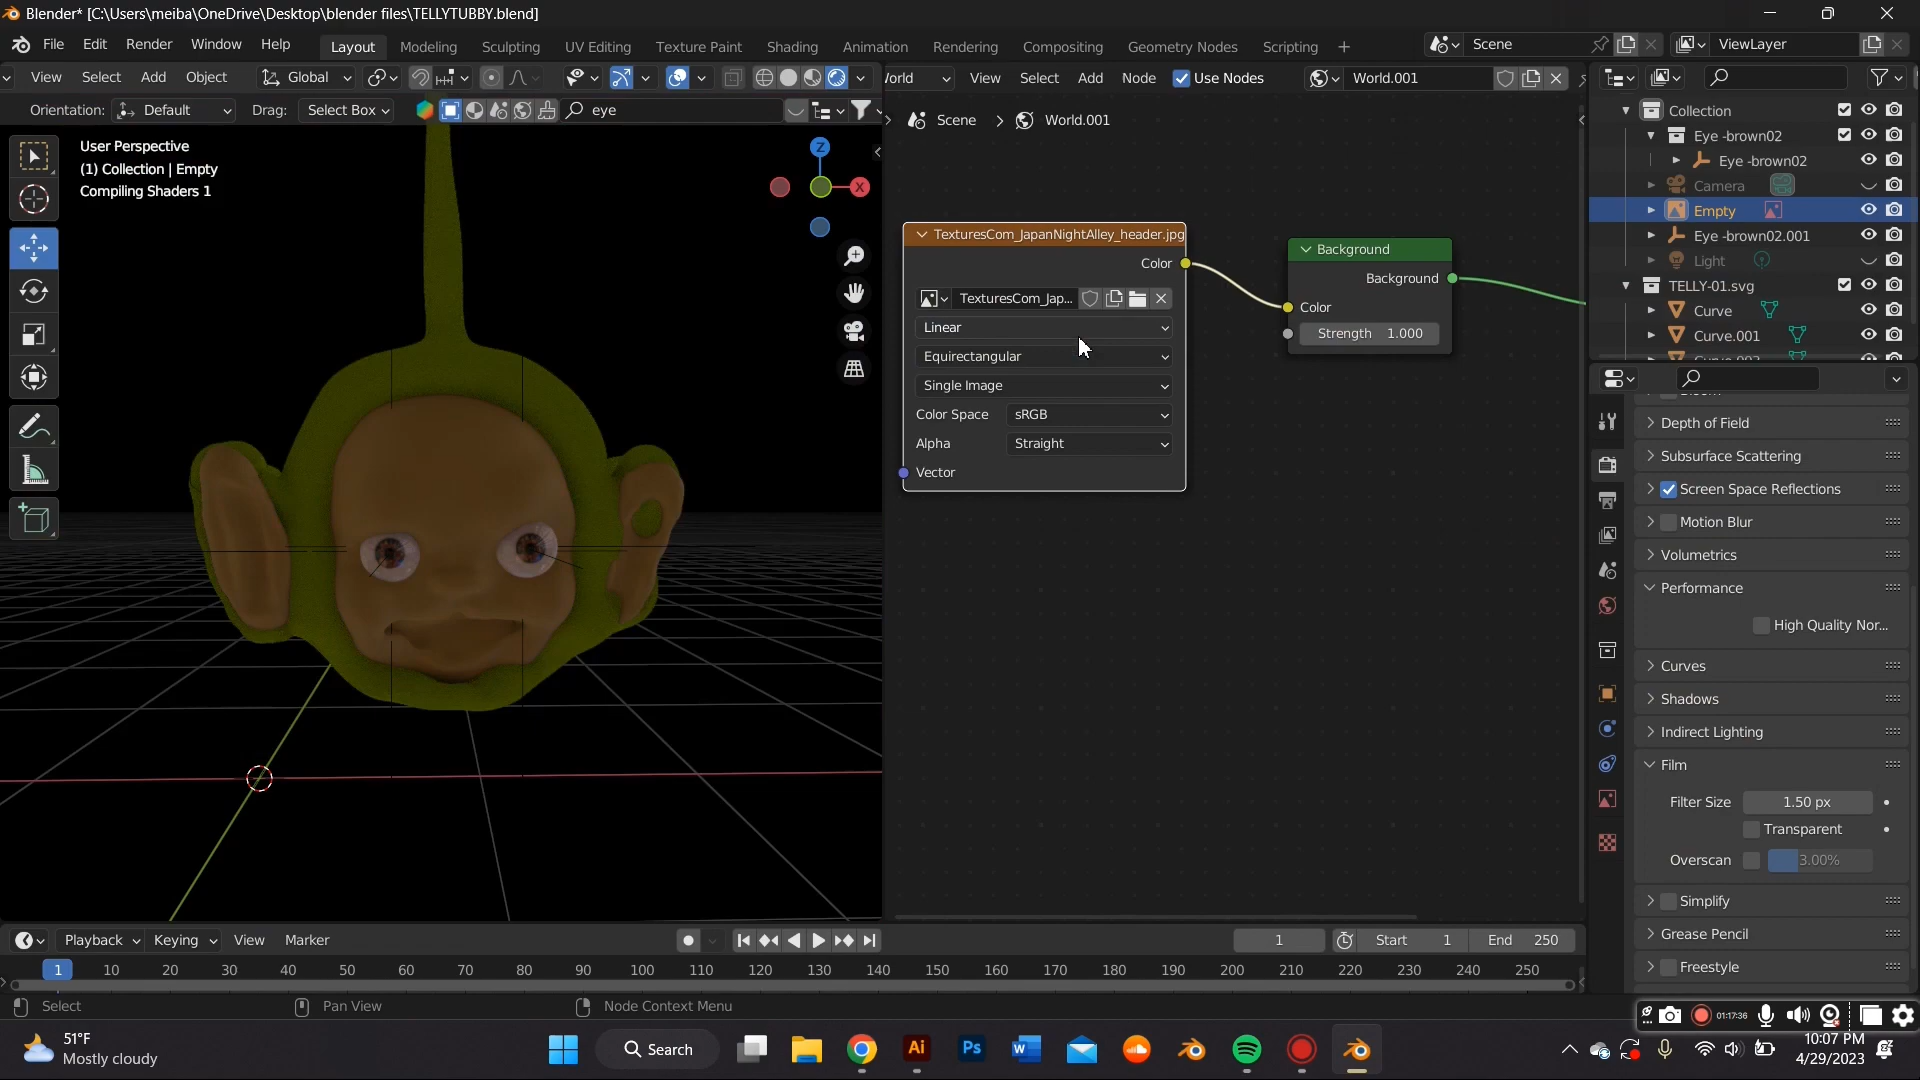 Blender* [C:\Users\meiba\OneDrive\Desktop\blender files\TELLYTUBBY.blend]
File Edit Render Window Help Layout Modeling Sculpting UV Editing Texture Paint Shading Animation Rendering Compositing Geometry Nodes Scripting + Scene ViewLayer
View Select Add Object Global orld View Select Add Node Use Nodes World.001
Orientation: Default Drag: Select Box eye
Scene > World.001
User Perspective
(1) Collection | Empty
Compiling Shaders 1
Z
X
TexturesCom_JapanNightAlley_header.jpg
Color
TexturesCom_Jap...
Linear
Equirectangular
Single Image
Color Space sRGB
Alpha Straight
Vector
Background
Background
Color
Strength 1.000
Collection
Eye -brown02
Eye -brown02
Camera
Empty
Eye -brown02.001
Light
TELLY-01.svg
Curve
Curve.001
Depth of Field
Subsurface Scattering
Screen Space Reflections
Motion Blur
Volumetrics
Performance
High Quality Nor...
Curves
Shadows
Indirect Lighting
Film
Filter Size 1.50 px
Transparent
Overscan 3.00%
Simplify
Grease Pencil
Freestyle
Playback Keying View Marker 1 Start 1 End 250
1 10 20 30 40 50 60 70 80 90 100 110 120 130 140 150 160 170 180 190 200 210 220 230 240 250
Select Pan View Node Context Menu
01:17:36
51°F
Mostly cloudy
Search
Ai
Ps
W
10:07 PM
4/29/2023